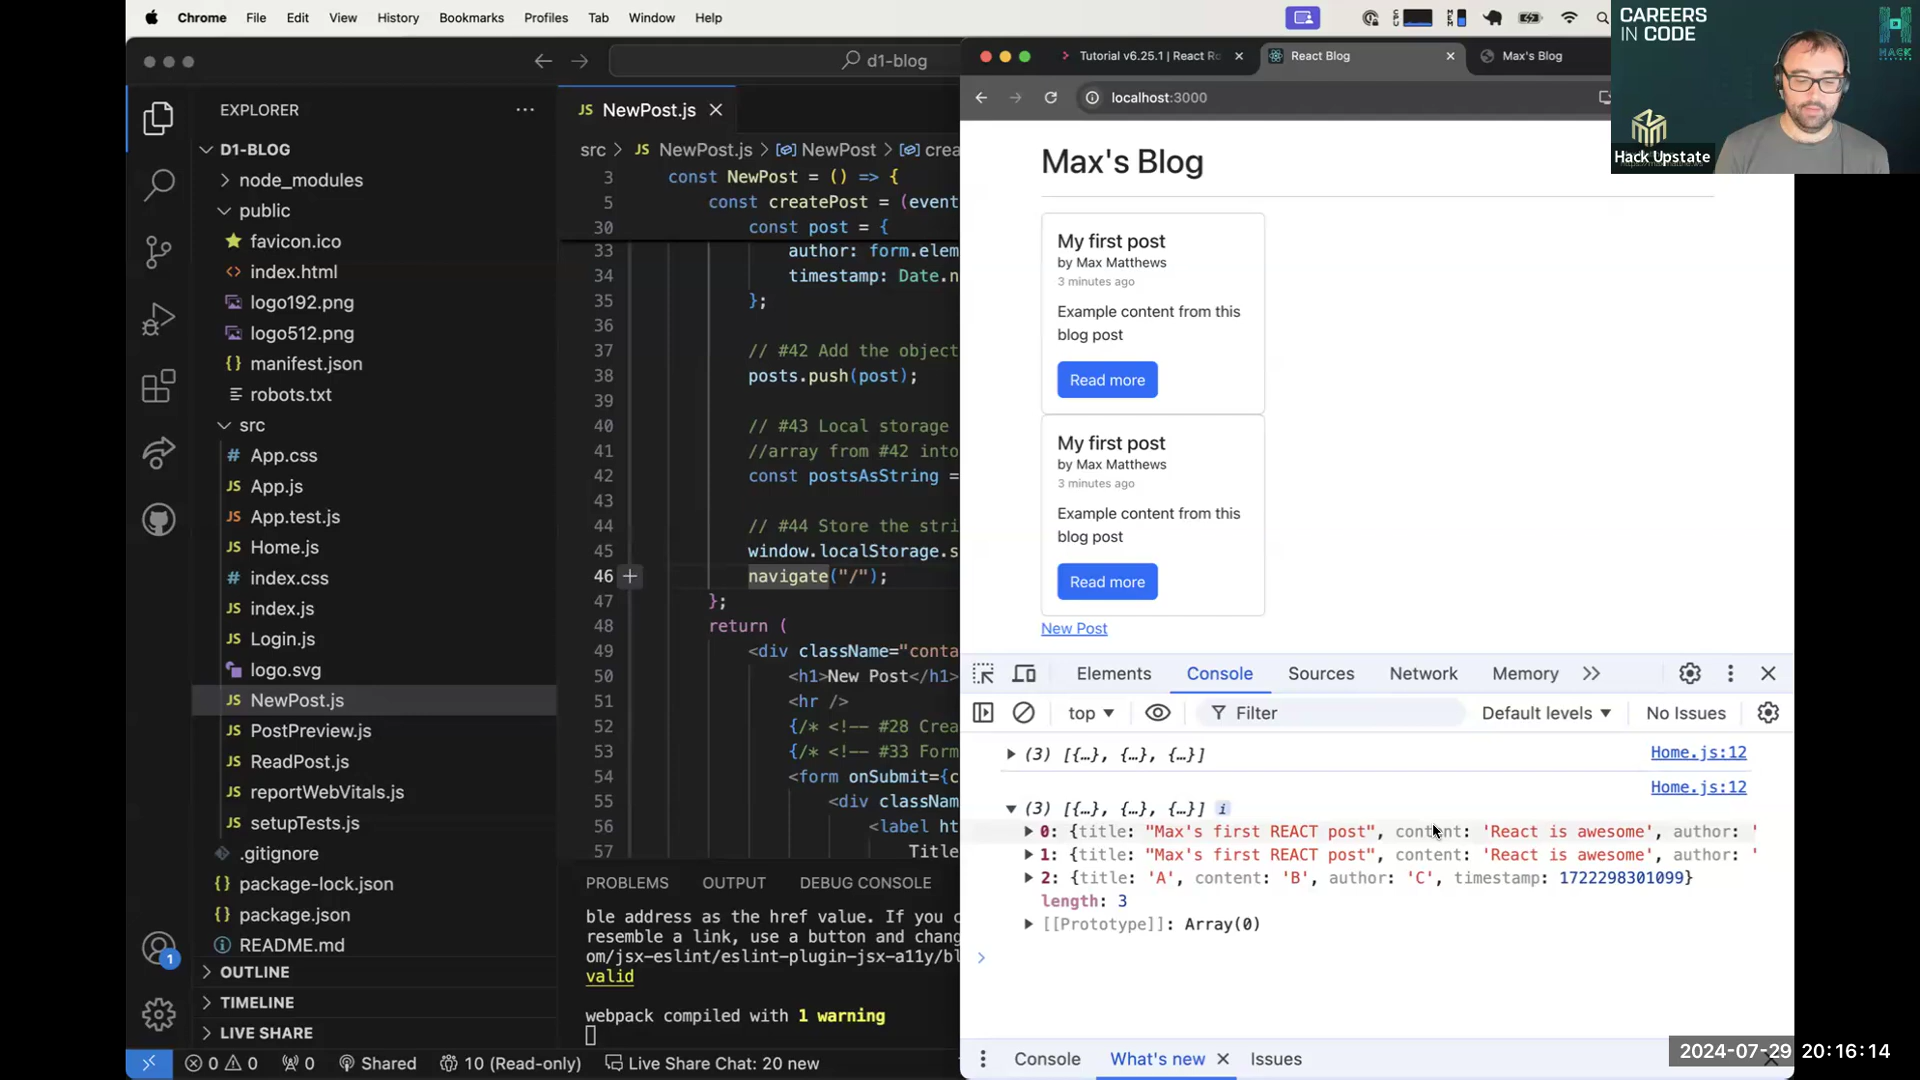 Chrome File Edit View History Bookmarks Profiles Tab Window Help
CAREERS
IN CODE
HACK
Hack Upstate
d1-blog
Tutorial v6.25.1 | React Ro
React Blog
Max's Blog
localhost:3000
EXPLORER
D1-BLOG
node_modules
public
favicon.ico
index.html
logo192.png
logo512.png
manifest.json
robots.txt
src
App.css
App.js
App.test.js
Home.js
index.css
index.js
Login.js
logo.svg
NewPost.js
PostPreview.js
ReadPost.js
reportWebVitals.js
setupTests.js
.gitignore
package-lock.json
package.json
README.md
OUTLINE
TIMELINE
LIVE SHARE
1
JS NewPost.js
src > JS NewPost.js > NewPost > crea
3 const NewPost = () => {
5 const createPost = (event
30 const post = {
33 author: form.elem
34 timestamp: Date.n
35 };
36
37 // #42 Add the object
38 posts.push(post);
39
40 // #43 Local storage
41 //array from #42 into
42 const postsAsString =
43
44 // #44 Store the stri
45 window.localStorage.s
46 navigate("/");
47 };
48 return (
49 <div className="conta
50 <h1>New Post</h1>
51 <hr />
52 {/* <!-- #28 Crea
53 {/* <!-- #33 Form
54 <form onSubmit={c
55 <div classNam
56 <label ht
57 Title
PROBLEMS OUTPUT DEBUG CONSOLE
ble address as the href value. If you c
resemble a link, use a button and chang
om/jsx-eslint/eslint-plugin-jsx-a11y/bl
valid
webpack compiled with 1 warning
0 0 0 Shared 10 (Read-only) Live Share Chat: 20 new
Max's Blog
My first post
by Max Matthews
3 minutes ago
Example content from this
blog post
Read more
My first post
by Max Matthews
3 minutes ago
Example content from this
blog post
Read more
New Post
Elements Console Sources Network Memory
top Filter Default levels No Issues
(3) [{…}, {…}, {…}] Home.js:12
Home.js:12
(3) [{…}, {…}, {…}] i
0: {title: "Max's first REACT post", content: 'React is awesome', author: '
1: {title: "Max's first REACT post", content: 'React is awesome', author: '
2: {title: 'A', content: 'B', author: 'C', timestamp: 1722298301099}
length: 3
[[Prototype]]: Array(0)
Console What's new Issues
2024-07-29 20:16:14